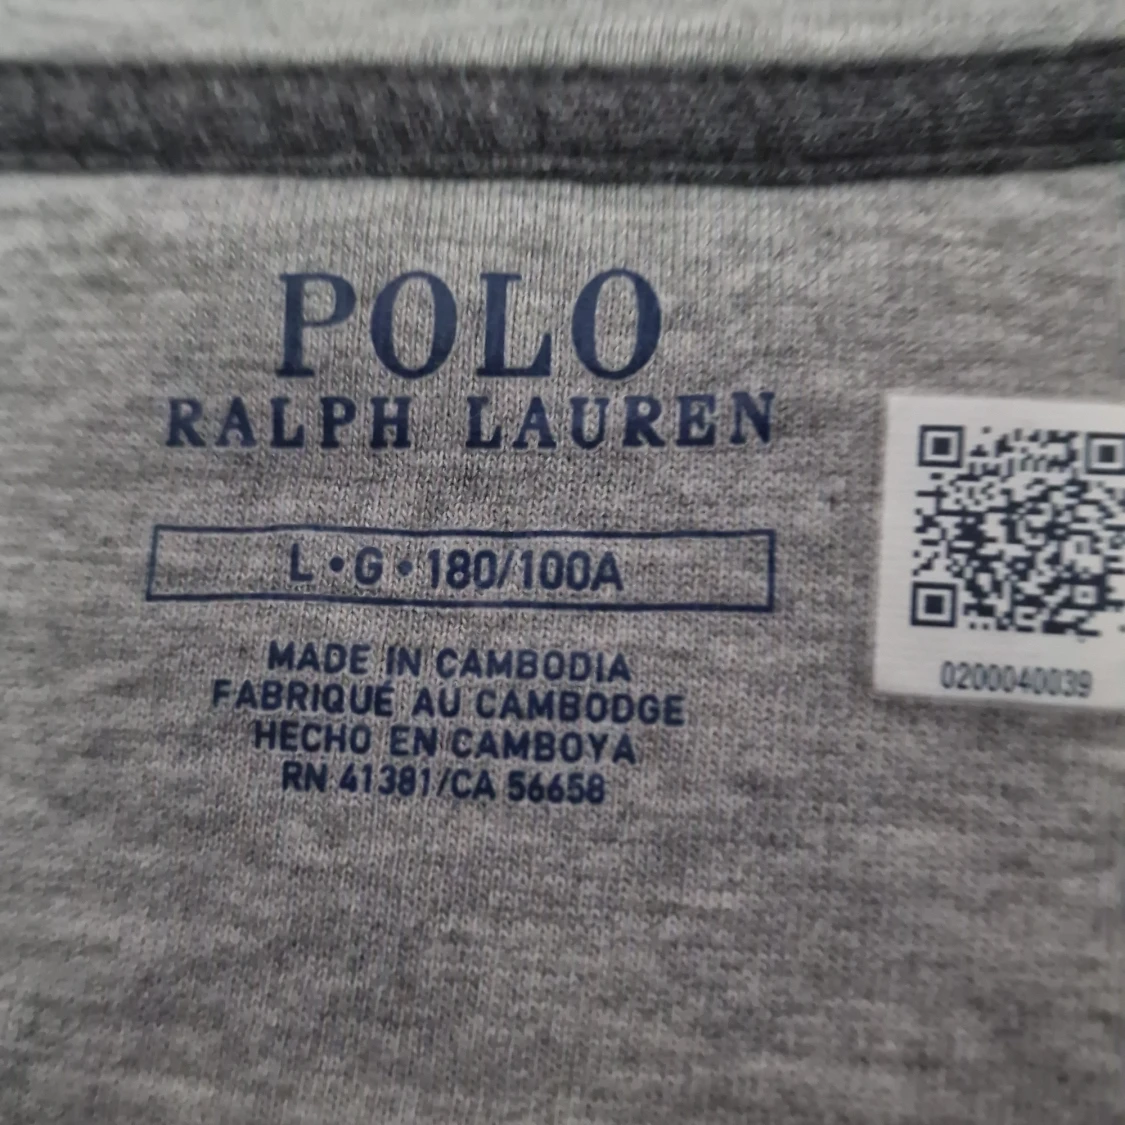 POLO
RALPH LAUREN
L • G • 180/100A
MADE IN CAMBODIA
FABRIQUÉ AU CAMBODGE
HECHO EN CAMBOYA
RN 41381/CA 56658
0200040039